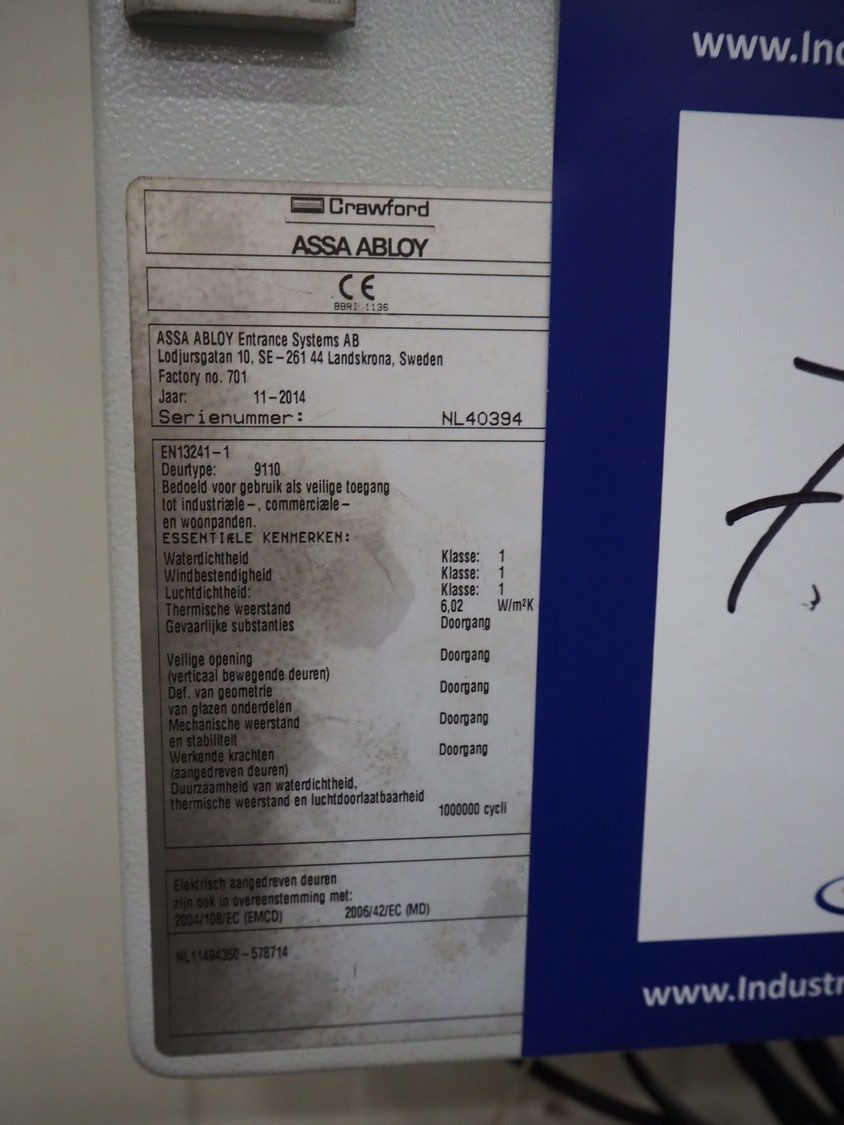 www.Ind
Crawford
ASSA ABLOY
CE
BBRI 1136
ASSA ABLOY Entrance Systems AB
Lodjursgatan 10, SE-261 44 Landskrona, Sweden
Factory no. 701
Jaar: 11-2014
Serienummer: NL40394
EN13241-1
Deurtype: 9110
Bedoeld voor gebruik als veilige toegang
tot industriæle-, commerciæle-
en woonpanden.
ESSENTIÆLE KENMERKEN:
Waterdichtheid Klasse: 1
Windbestendigheid Klasse: 1
Luchtdichtheid: Klasse: 1
Thermische weerstand 6,02 W/m²K
Gevaarlijke substanties Doorgang
Veilige opening Doorgang
(verticaal bewegende deuren)
Def. van geometrie Doorgang
van glazen onderdelen
Mechanische weerstand Doorgang
en stabiliteit
Werkende krachten Doorgang
(aangedreven deuren)
Duurzaamheid van waterdichtheid,
thermische weerstand en luchtdoorlaatbaarheid
1000000 cycli
Elektrisch aangedreven deuren
zijn ook in overeenstemming met:
2004/108/EC (EMCD) 2006/42/EC (MD)
NL11494350-578714
7
www.Industr